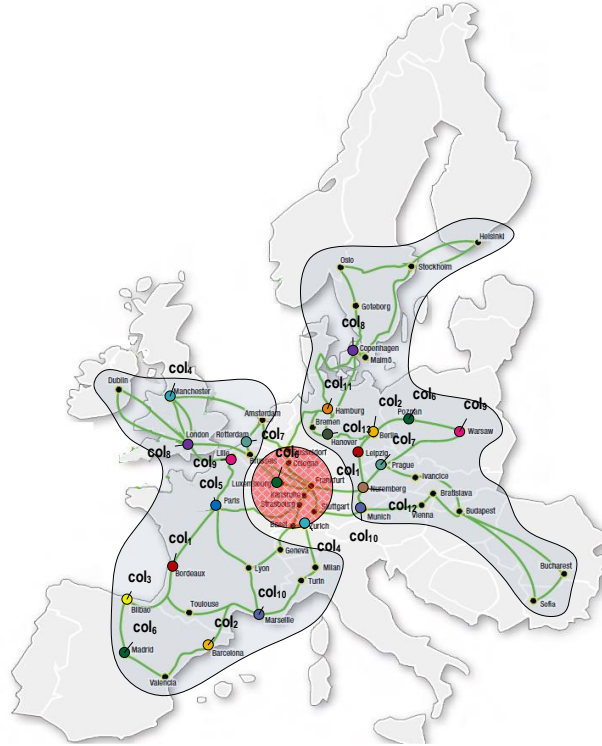 Helsinki
Oslo
Stockholm
Goteborg
col8
Copenhagen
Malmö
col4
Dublin
Manchester
col11
col2
col6
Hamburg
Poznan
col9
Amsterdam
Bremen
col13
Berlin
Warsaw
London
Rotterdam
col7
Hanover
col7
col8
Lille
Brussels
Leipzig
col9
Cologne
Prague
col5
Luxembourg
Frankfurt
col1
Ivancice
Karlsruhe
Nuremberg
Bratislava
Paris
Strasbourg
Stuttgart
Munich
col12
Vienna
Budapest
Zurich
col1
col4
col10
Geneva
Bordeaux
Lyon
Milan
Bucharest
col3
Turin
col10
Bilbao
Toulouse
Sofia
col6
col2
Marseille
Madrid
Barcelona
Valencia